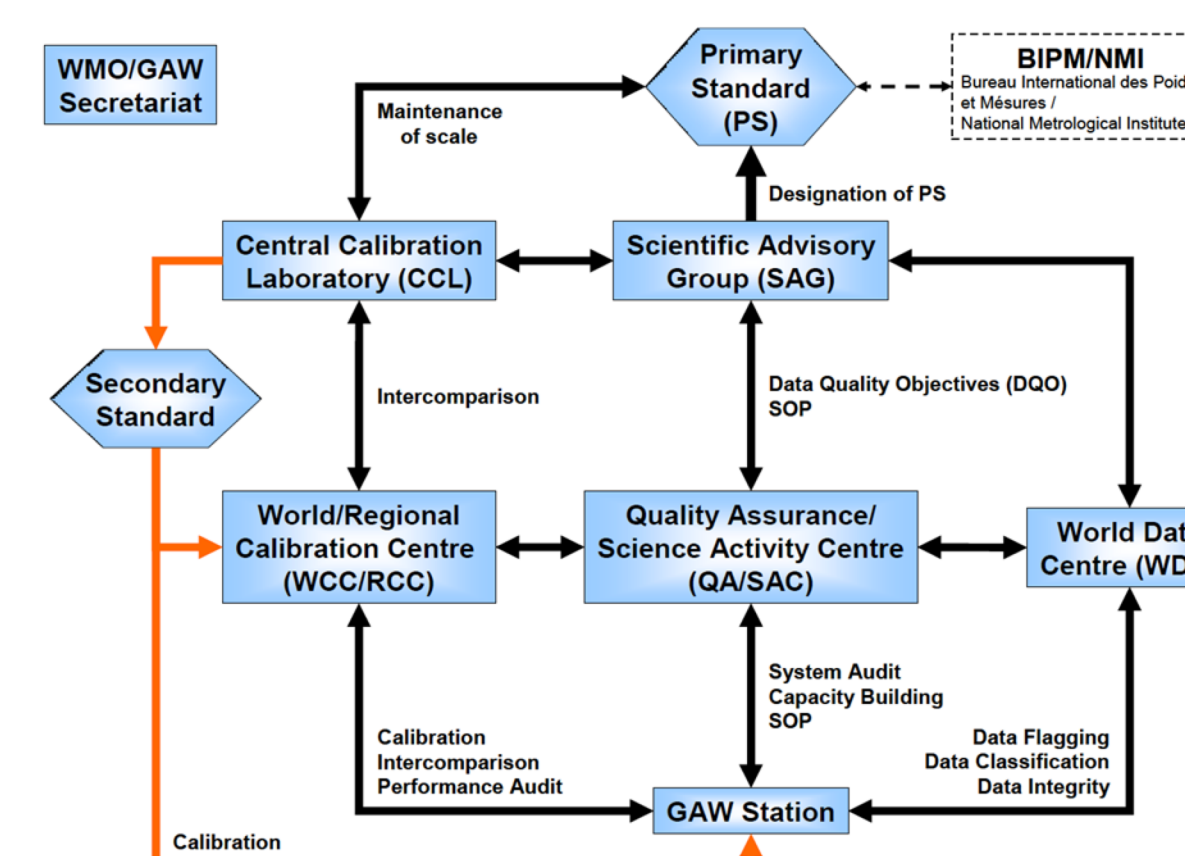 WMO/GAW
Secretariat
Primary
Standard
(PS)
BIPM/NMI
Bureau International des Poid
et Mésures /
National Metrological Institute
Maintenance
of scale
Designation of PS
Central Calibration
Laboratory (CCL)
Scientific Advisory
Group (SAG)
Secondary
Standard
Intercomparison
Data Quality Objectives (DQO)
SOP
World/Regional
Calibration Centre
(WCC/RCC)
Quality Assurance/
Science Activity Centre
(QA/SAC)
World Dat
Centre (WD
System Audit
Capacity Building
SOP
Calibration
Intercomparison
Performance Audit
Data Flagging
Data Classification
Data Integrity
GAW Station
Calibration